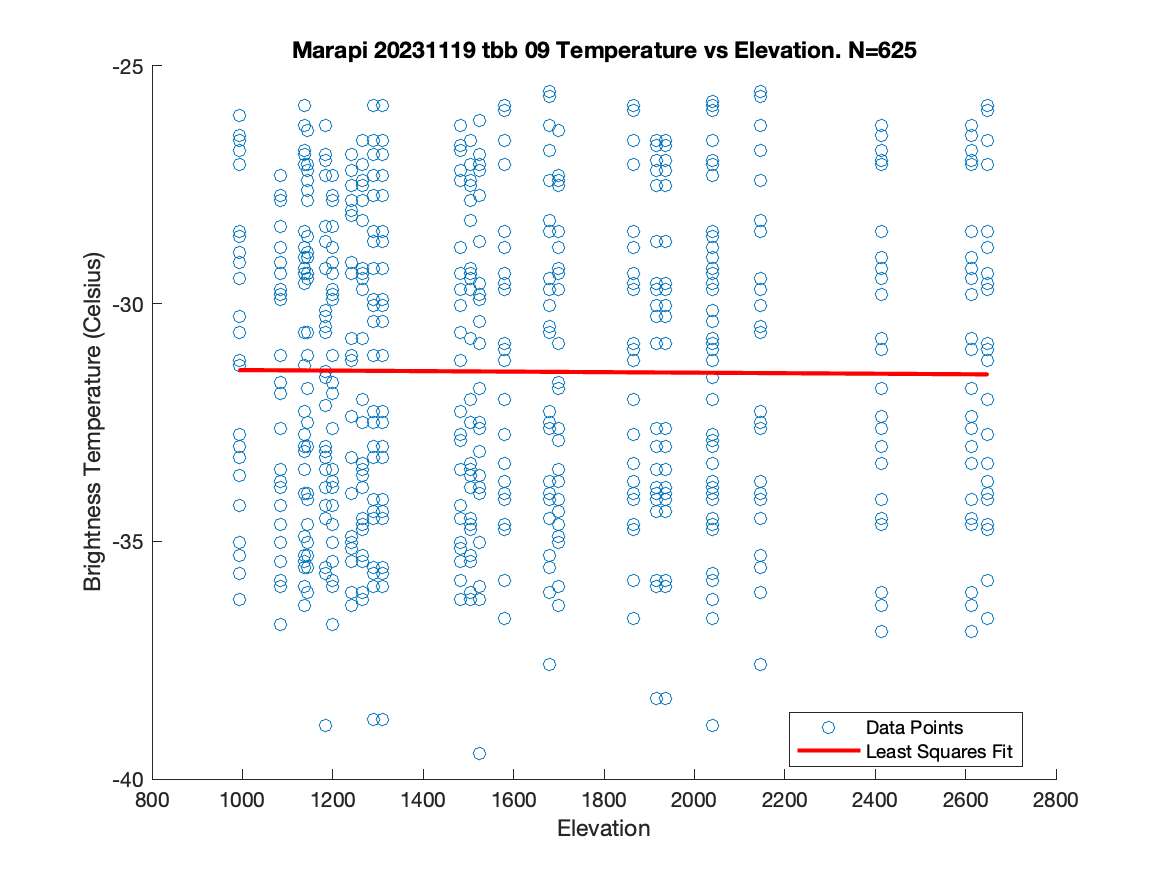 Marapi 20231119 tbb 09 Temperature vs Elevation. N=625
-25
-30
-35
-40
Brightness Temperature (Celsius)
Data Points
Least Squares Fit
800 1000 1200 1400 1600 1800 2000 2200 2400 2600 2800
Elevation